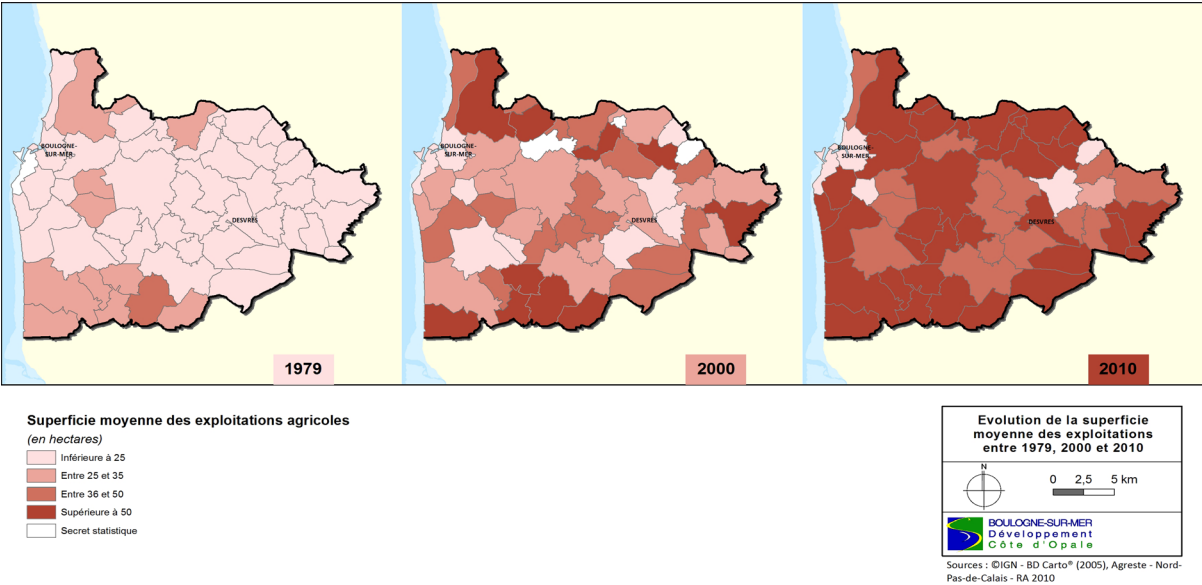 BOULOGNE-
SUR-MER
DESVRES
1979
BOULOGNE-
SUR-MER
DESVRES
2000
BOULOGNE-
SUR-MER
DESVRES
2010
Superficie moyenne des exploitations agricoles
(en hectares)
Inférieure à 25
Entre 25 et 35
Entre 36 et 50
Supérieure à 50
Secret statistique
Evolution de la superficie
moyenne des exploitations
entre 1979, 2000 et 2010
N
0 2,5 5 km
BOULOGNE-SUR-MER
Développement
Côte d'Opale
Sources : ©IGN - BD Carto® (2005), Agreste - Nord-
Pas-de-Calais - RA 2010